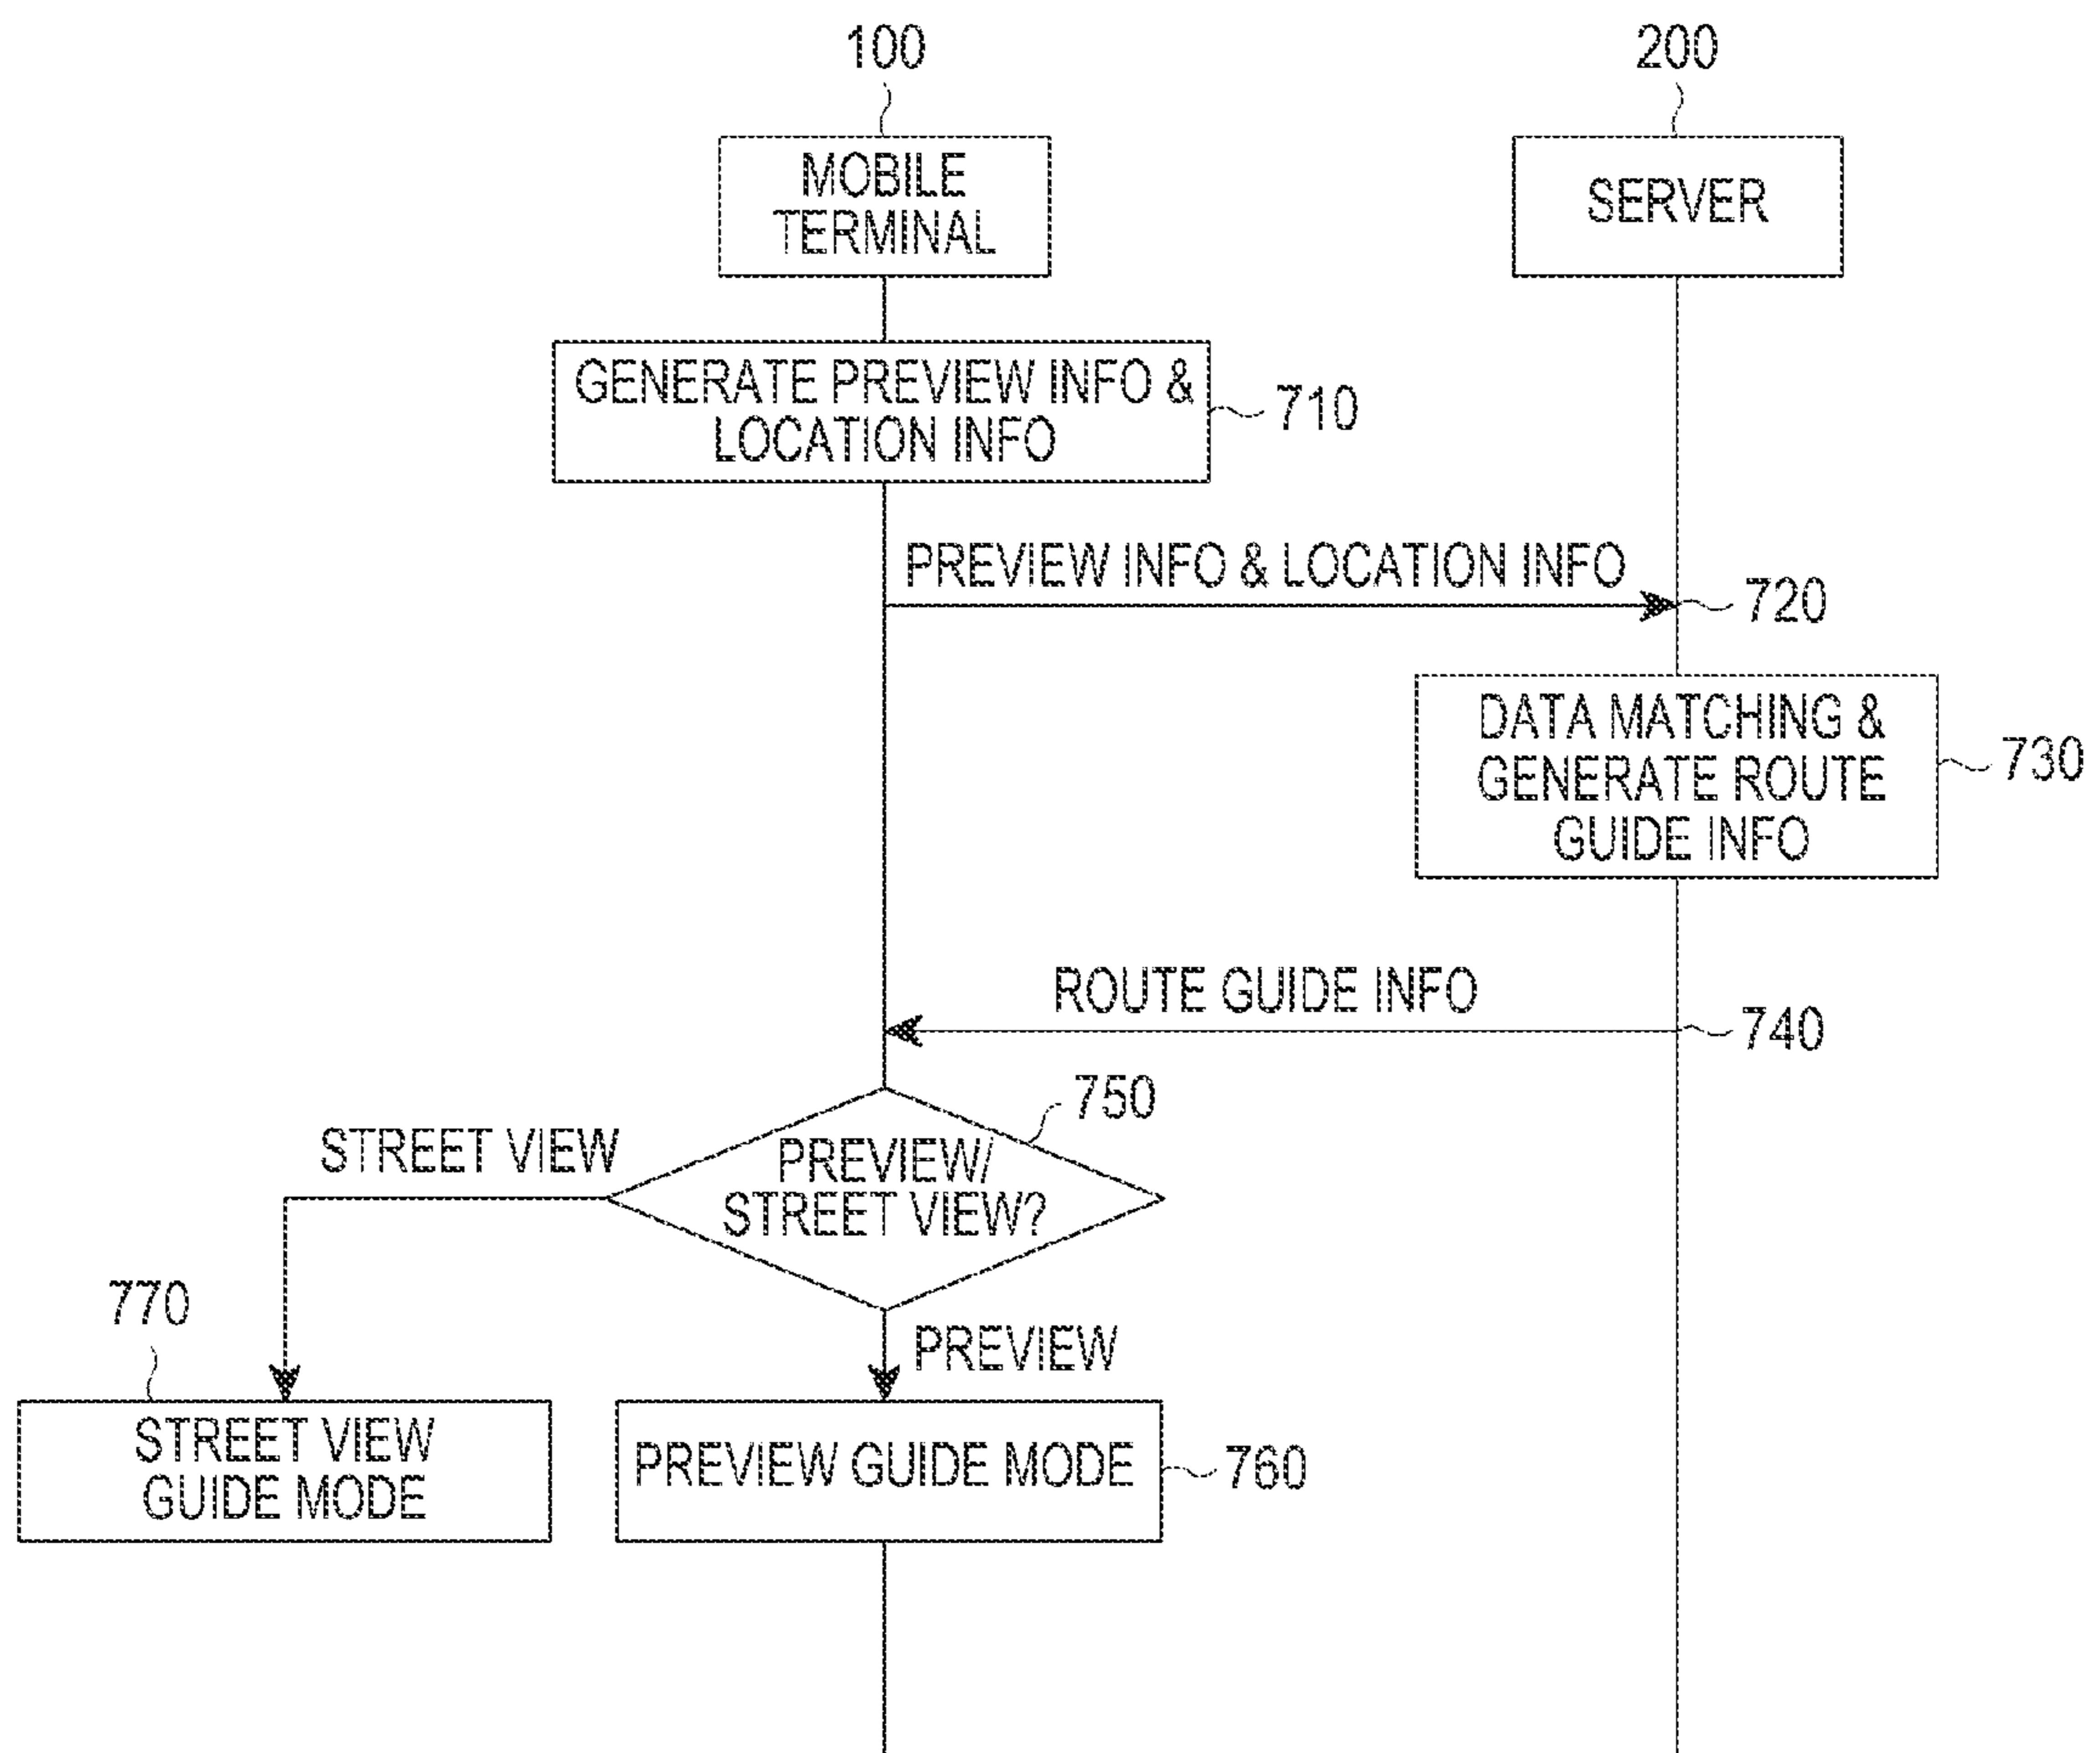 100
200
MOBILE
TERMINAL
SERVER
GENERATE PREVIEW INFO &
LOCATION INFO
710
PREVIEW INFO & LOCATION INFO
720
DATA MATCHING &
GENERATE ROUTE
GUIDE INFO
730
ROUTE GUIDE INFO
740
750
STREET VIEW
PREVIEW/
STREET VIEW?
770
PREVIEW
STREET VIEW
GUIDE MODE
PREVIEW GUIDE MODE
760